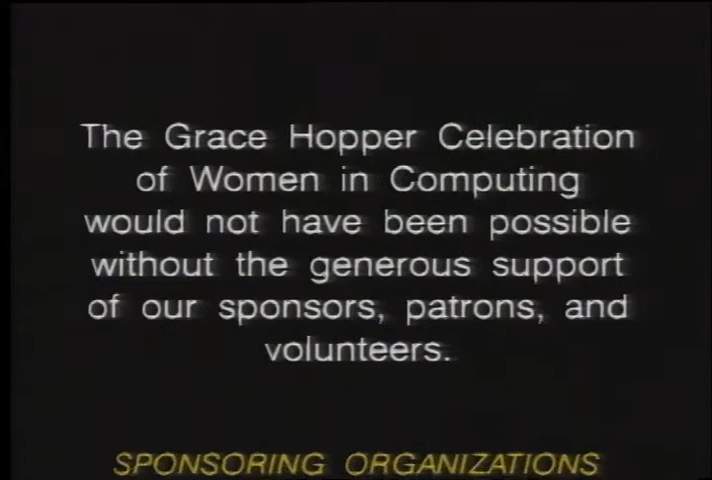 The Grace Hopper Celebration
of Women in Computing
would not have been possible
without the generous support
of our sponsors, patrons, and
volunteers.
SPONSORING ORGANIZATIONS